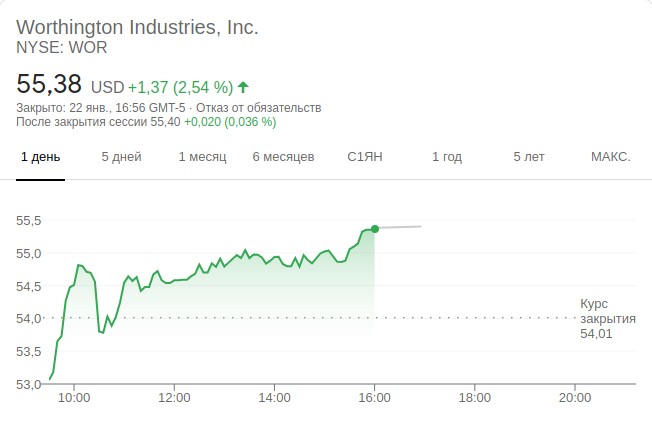 Worthington Industries, Inc.
NYSE: WOR
55,38 USD +1,37 (2,54 %)
Закрыто: 22 янв., 16:56 GMT-5 · Отказ от обязательств
После закрытия сессии 55,40 +0,020 (0,036 %)
1 день 5 дней 1 месяц 6 месяцев С1ЯН 1 год 5 лет МАКС.
55,5
55,0
54,5
54,0
53,5
53,0
Курс
закрытия
54,01
10:00 12:00 14:00 16:00 18:00 20:00